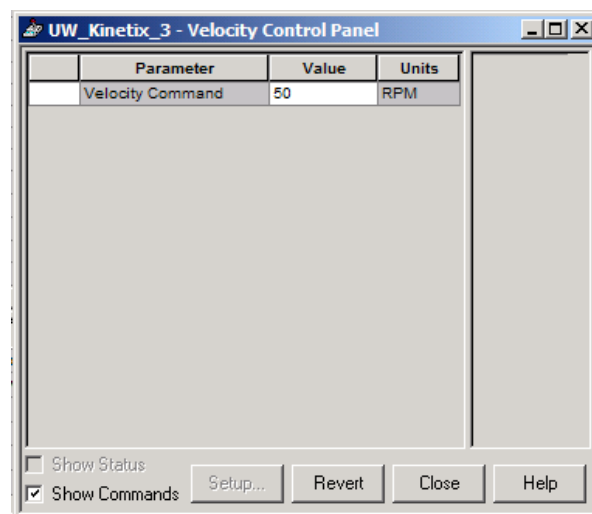 UW_Kinetix_3 - Velocity Control Panel
Parameter Value Units
Velocity Command 50 RPM
Show Status
Show Commands Setup... Revert Close Help